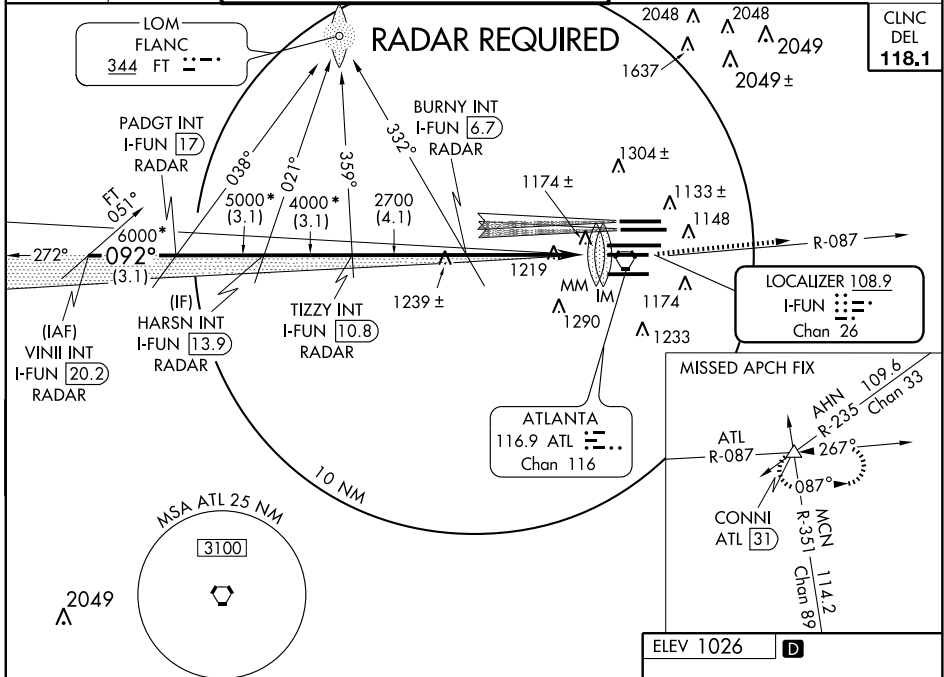 LOM
FLANC
344 FT
RADAR REQUIRED
2048
2048
2049
1637
2049 ±
CLNC
DEL
118.1
PADGT INT
I-FUN 17
RADAR
BURNY INT
I-FUN 6.7
RADAR
038°
021°
359°
332°
FT
051°
6000*
5000*
(3.1)
4000*
(3.1)
2700
(4.1)
272°
092°
(3.1)
1304 ±
1174 ±
1133 ±
1148
R-087
1219
1239 ±
MM
IM
1290
1174
1233
LOCALIZER 108.9
I-FUN
Chan 26
(IAF)
VINII INT
I-FUN 20.2
RADAR
(IF)
HARSN INT
I-FUN 13.9
RADAR
TIZZY INT
I-FUN 10.8
RADAR
ATLANTA
116.9 ATL
Chan 116
10 NM
MSA ATL 25 NM
3100
2049
MISSED APCH FIX
AHN 109.6
R-235 Chan 33
ATL
R-087
267°
087°
CONNI
ATL 31
MCN 114.2
R-351 Chan 89
ELEV 1026
D